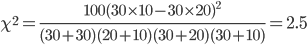 χ² = 100(30×10−30×20)² / (30+30)(20+10)(30+20)(30+10) = 2.5